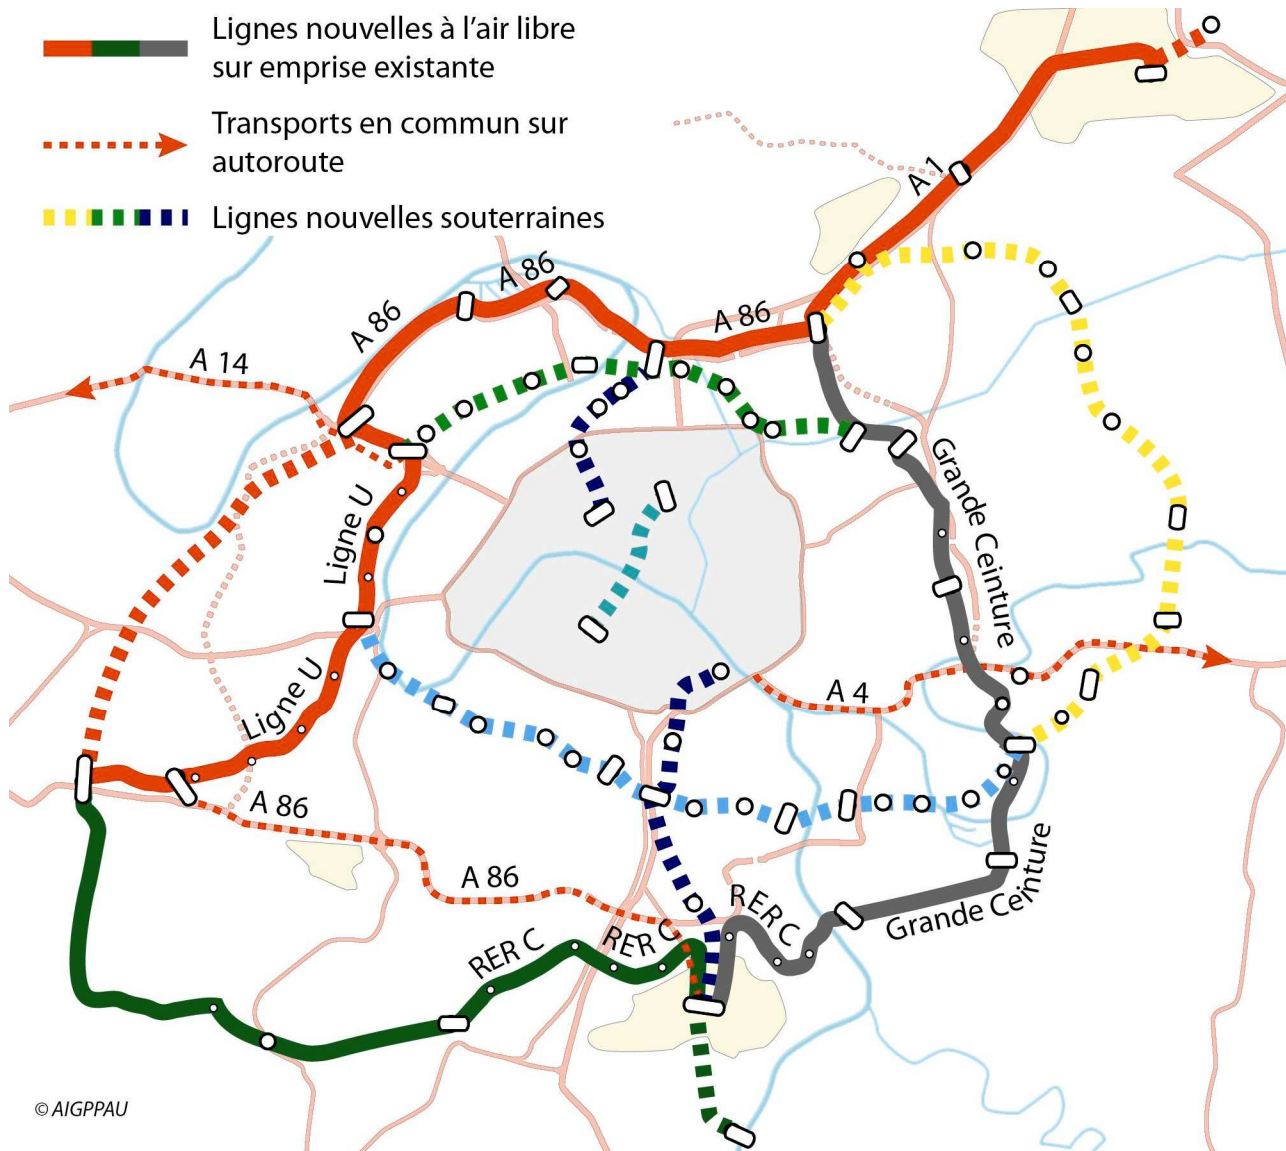 Lignes nouvelles à l'air libre
sur emprise existante
Transports en commun sur
autoroute
Lignes nouvelles souterraines
A 1
A 86
A 86
A 86
A 14
Grande Ceinture
Ligne U
Ligne U
A 4
A 86
A 86
RER C
RER C
RER C
Grande Ceinture
© AIGPPAU